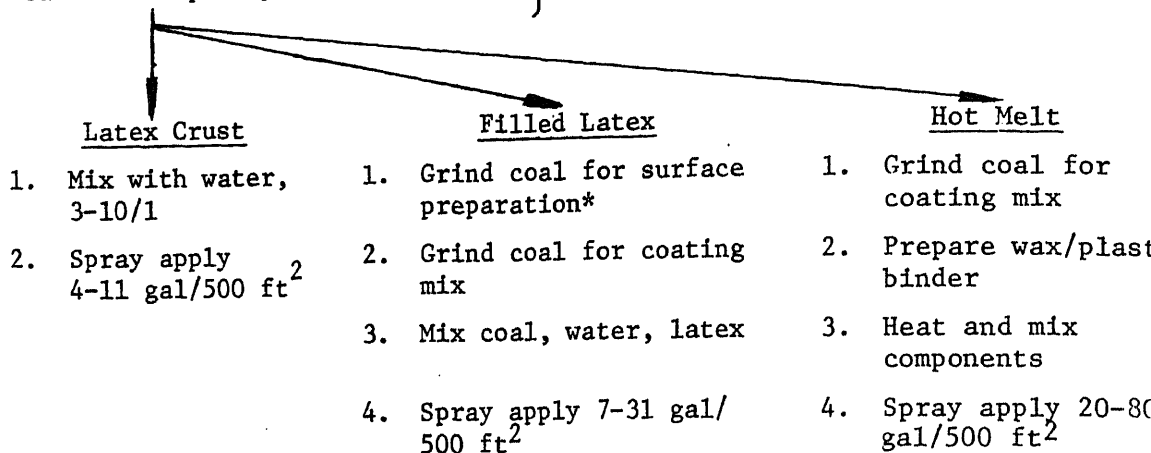 Latex Crust
1. Mix with water,
3-10/1
2. Spray apply
4-11 gal/500 ft2
Filled Latex
1. Grind coal for surface
preparation*
2. Grind coal for coating
mix
3. Mix coal, water, latex
4. Spray apply 7-31 gal/
500 ft2
Hot Melt
1. Grind coal for
coating mix
2. Prepare wax/plast
binder
3. Heat and mix
components
4. Spray apply 20-80
gal/500 ft2